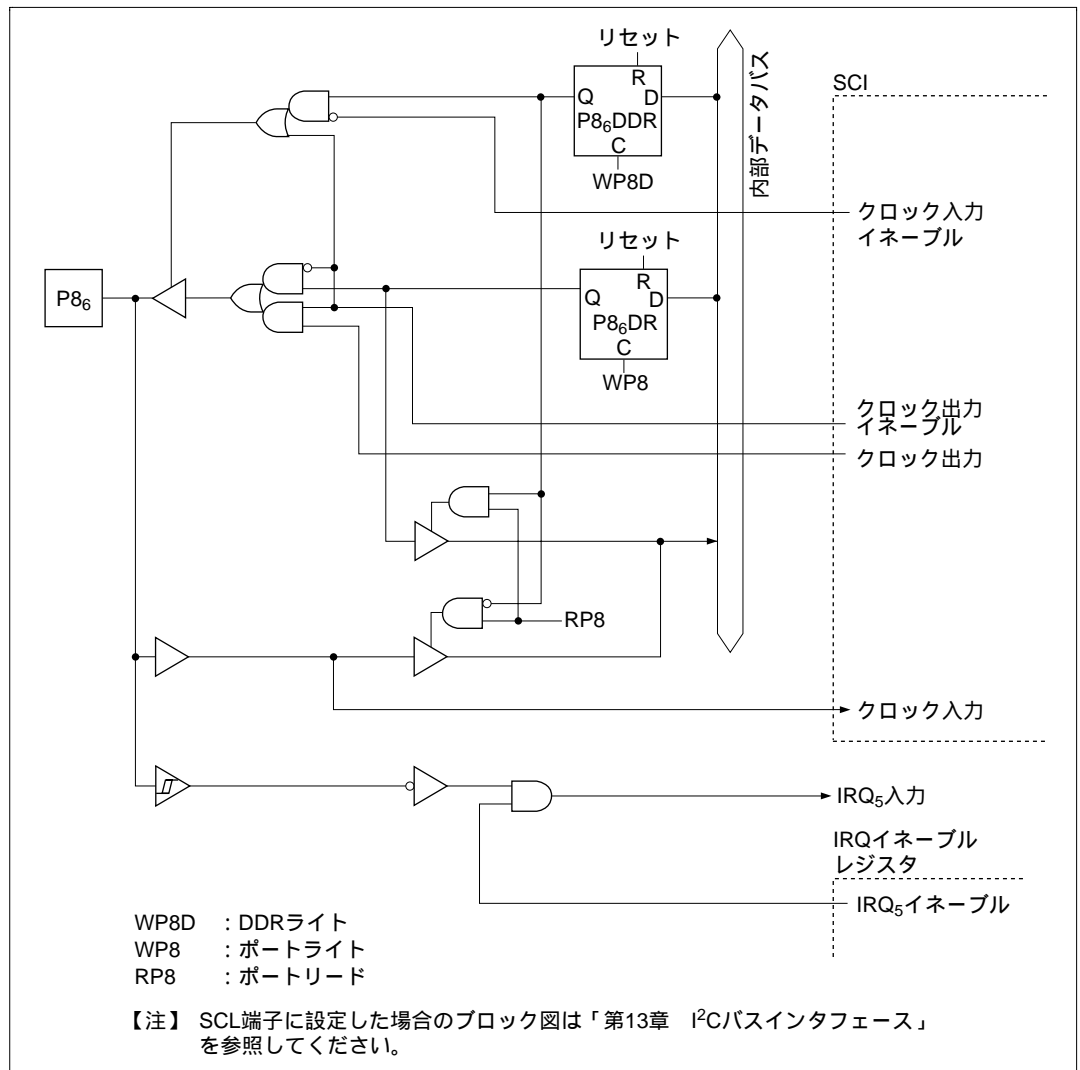 リセット
R
Q
D
P8₆DDR
C
WP8D
内部データバス
SCI
クロック入力
イネーブル
リセット
R
Q
D
P8₆DR
C
WP8
P8₆
クロック出力
イネーブル
クロック出力
RP8
クロック入力
IRQ₅入力
IRQイネーブル
レジスタ
IRQ₅イネーブル
WP8D :DDRライト
WP8 :ポートライト
RP8 :ポートリード
【注】 SCL端子に設定した場合のブロック図は「第13章 I²Cバスインタフェース」
を参照してください。